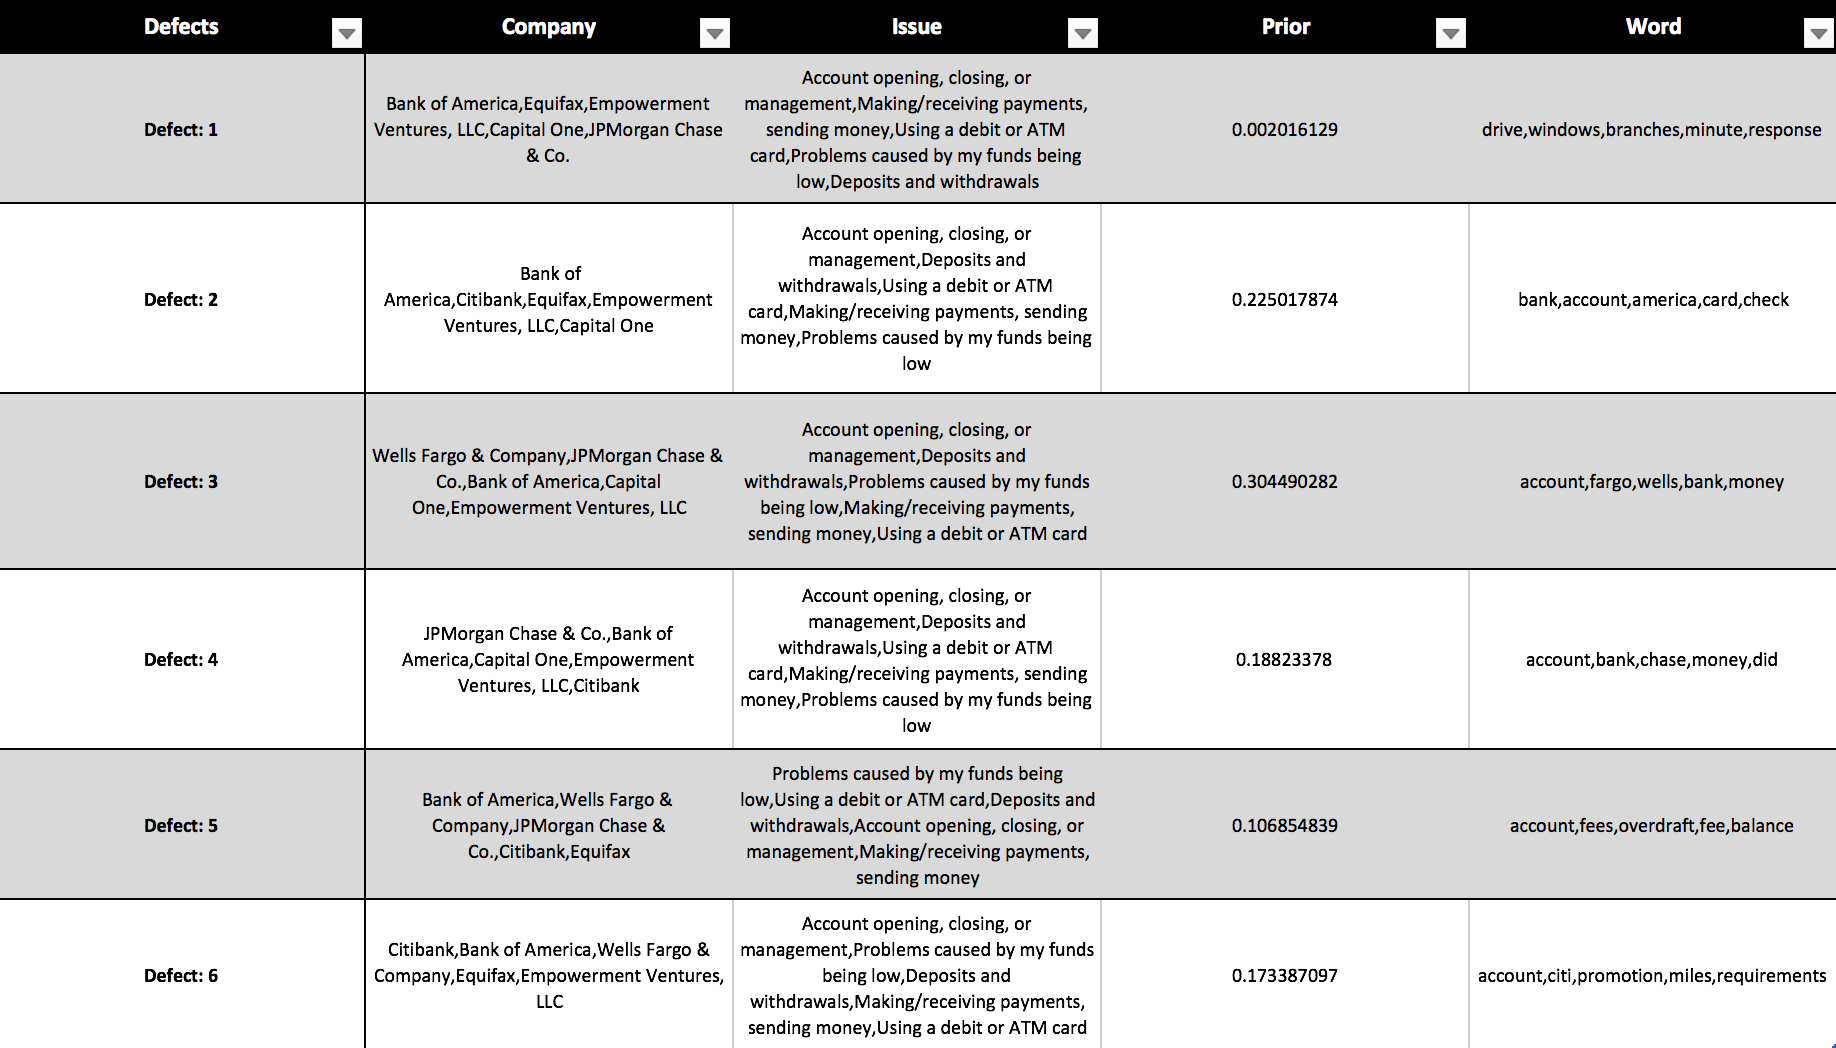 Defects Company Issue Prior Word
Defect: 1
Bank of America,Equifax,Empowerment
Ventures, LLC,Capital One,JPMorgan Chase
& Co.
Account opening, closing, or
management,Making/receiving payments,
sending money,Using a debit or ATM
card,Problems caused by my funds being
low,Deposits and withdrawals
0.002016129
drive,windows,branches,minute,response
Defect: 2
Bank of
America,Citibank,Equifax,Empowerment
Ventures, LLC,Capital One
Account opening, closing, or
management,Deposits and
withdrawals,Using a debit or ATM
card,Making/receiving payments, sending
money,Problems caused by my funds being
low
0.225017874
bank,account,america,card,check
Defect: 3
Wells Fargo & Company,JPMorgan Chase &
Co.,Bank of America,Capital
One,Empowerment Ventures, LLC
Account opening, closing, or
management,Deposits and
withdrawals,Problems caused by my funds
being low,Making/receiving payments,
sending money,Using a debit or ATM card
0.304490282
account,fargo,wells,bank,money
Defect: 4
JPMorgan Chase & Co.,Bank of
America,Capital One,Empowerment
Ventures, LLC,Citibank
Account opening, closing, or
management,Deposits and
withdrawals,Using a debit or ATM
card,Making/receiving payments, sending
money,Problems caused by my funds being
low
0.18823378
account,bank,chase,money,did
Defect: 5
Bank of America,Wells Fargo &
Company,JPMorgan Chase &
Co.,Citibank,Equifax
Problems caused by my funds being
low,Using a debit or ATM card,Deposits and
withdrawals,Account opening, closing, or
management,Making/receiving payments,
sending money
0.106854839
account,fees,overdraft,fee,balance
Defect: 6
Citibank,Bank of America,Wells Fargo &
Company,Equifax,Empowerment Ventures,
LLC
Account opening, closing, or
management,Problems caused by my funds
being low,Deposits and
withdrawals,Making/receiving payments,
sending money,Using a debit or ATM card
0.173387097
account,citi,promotion,miles,requirements